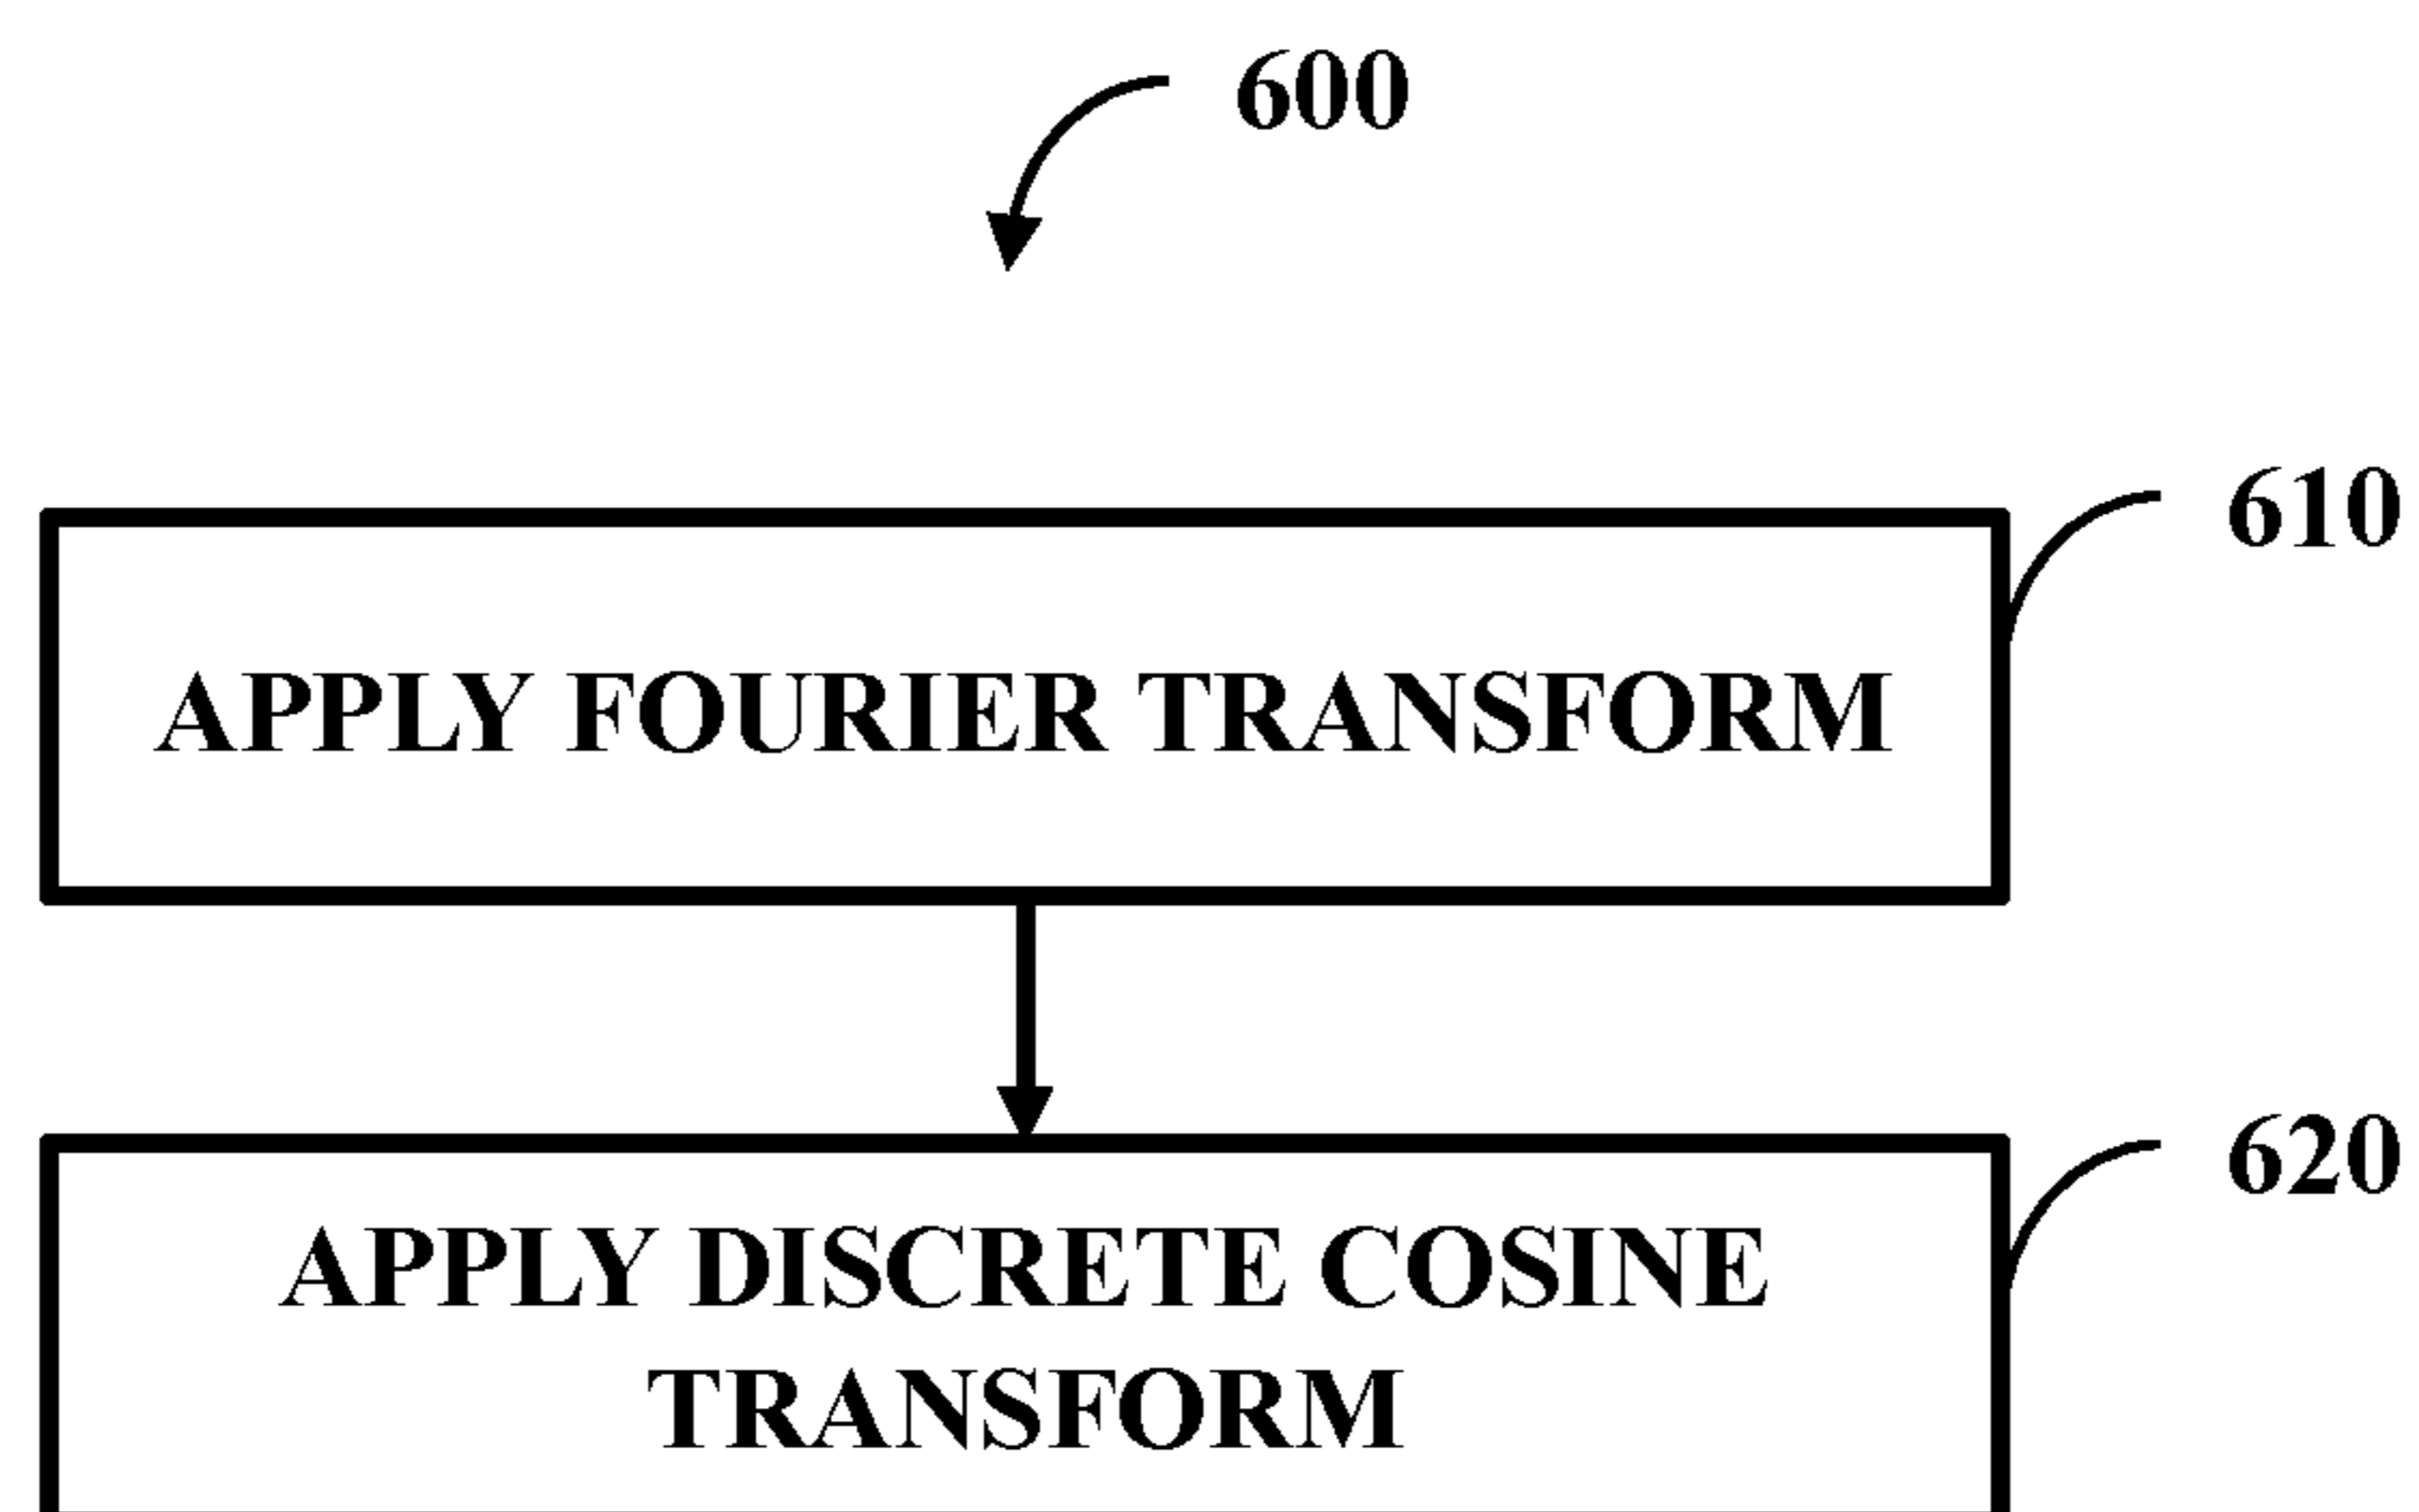 600
610
APPLY FOURIER TRANSFORM
620
APPLY DISCRETE COSINE
TRANSFORM